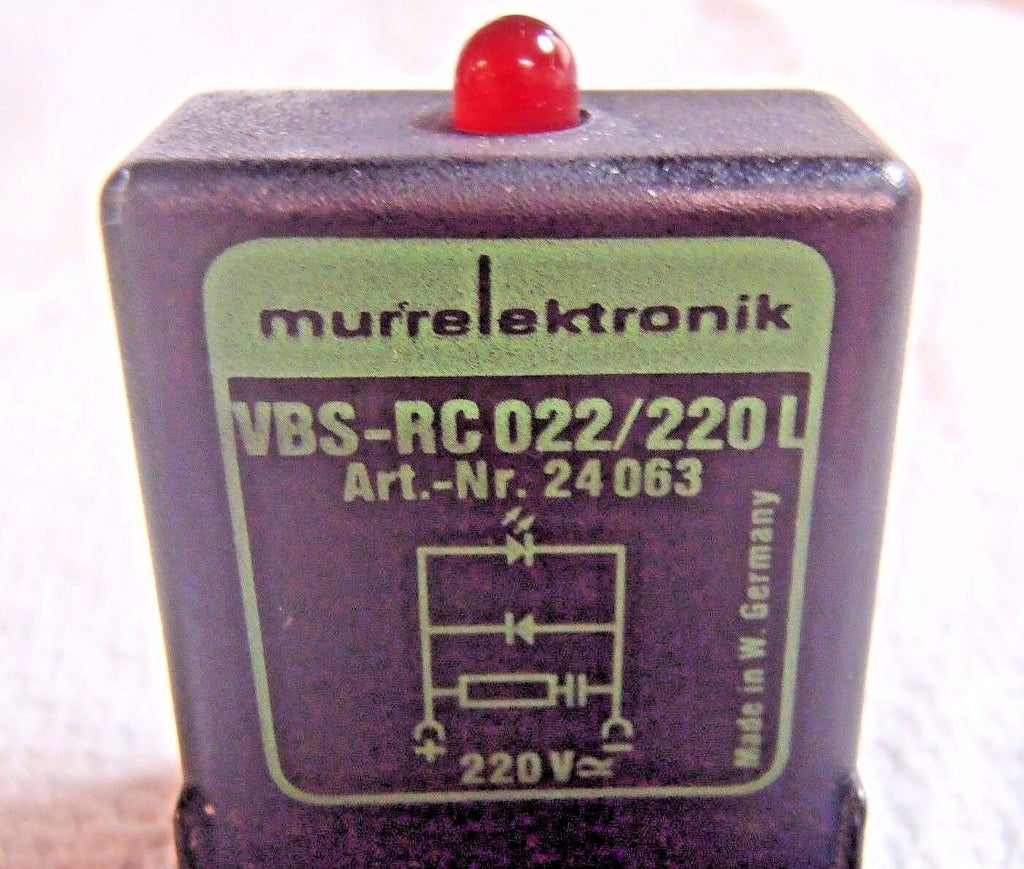 murrelektronik
VBS-RC 022/220 L
Art.-Nr. 24 063
Made in W. Germany
+ −
220 V ≂